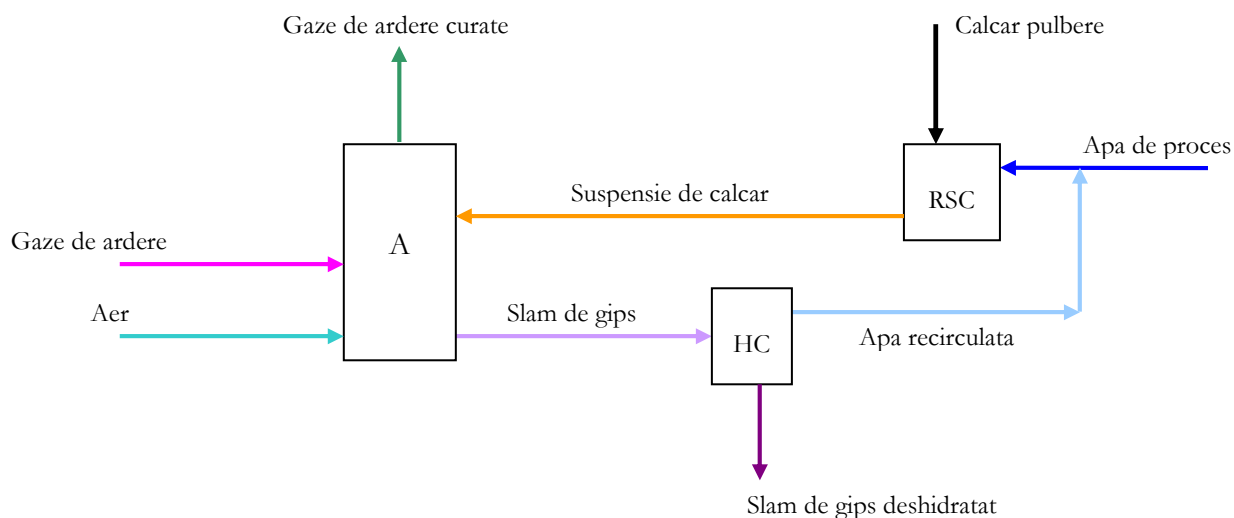 Gaze de ardere curate
Calcar pulbere
Apa de proces
RSC
Suspensie de calcar
A
Gaze de ardere
Aer
Slam de gips
HC
Apa recirculata
Slam de gips deshidratat